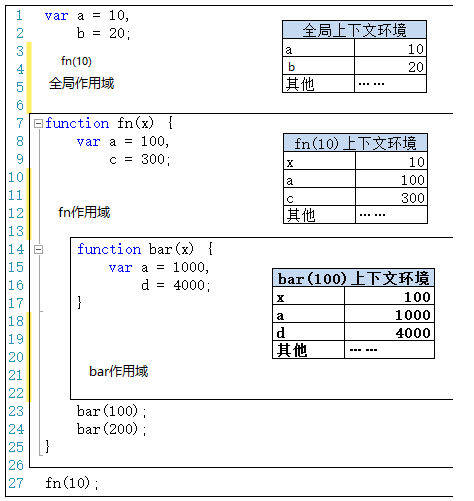 1 var a = 10,
2 b = 20;
3
4 fn(10)
5 全局作用域
6
全局上下文环境
a 10
b 20
其他 ……
7 function fn(x) {
8 var a = 100,
9 c = 300;
10
11
12 fn作用域
13
fn(10)上下文环境
x 10
a 100
c 300
其他 ……
14 function bar(x) {
15 var a = 1000,
16 d = 4000;
17 }
18
19
20
21 bar作用域
22
bar(100)上下文环境
x 100
a 1000
d 4000
其他 ……
23 bar(100);
24 bar(200);
25 }
26
27 fn(10);